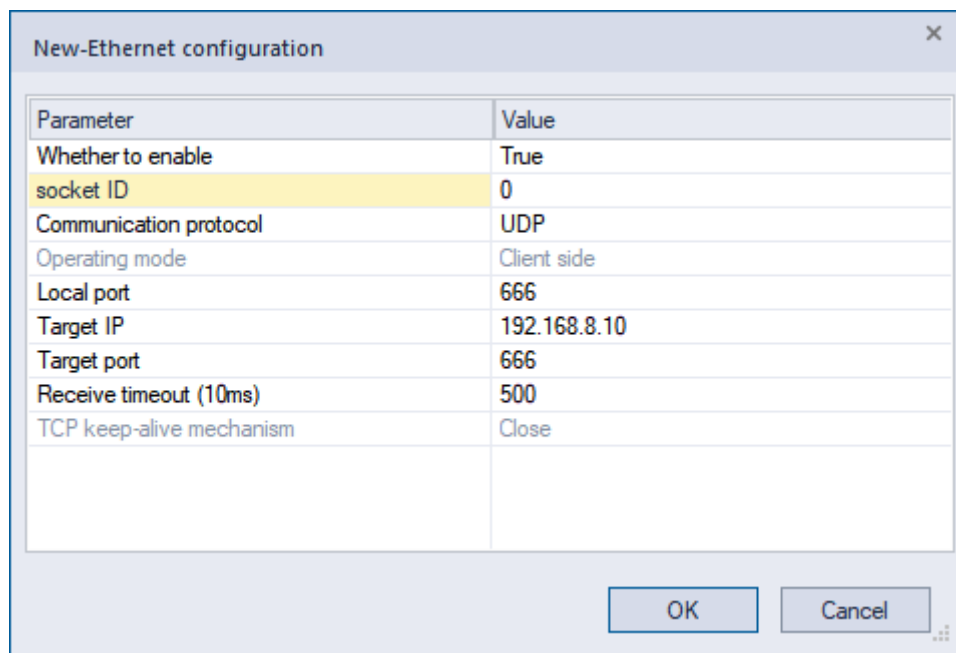 New-Ethernet configuration
Parameter Value
Whether to enable True
socket ID 0
Communication protocol UDP
Operating mode Client side
Local port 666
Target IP 192.168.8.10
Target port 666
Receive timeout (10ms) 500
TCP keep-alive mechanism Close
OK Cancel